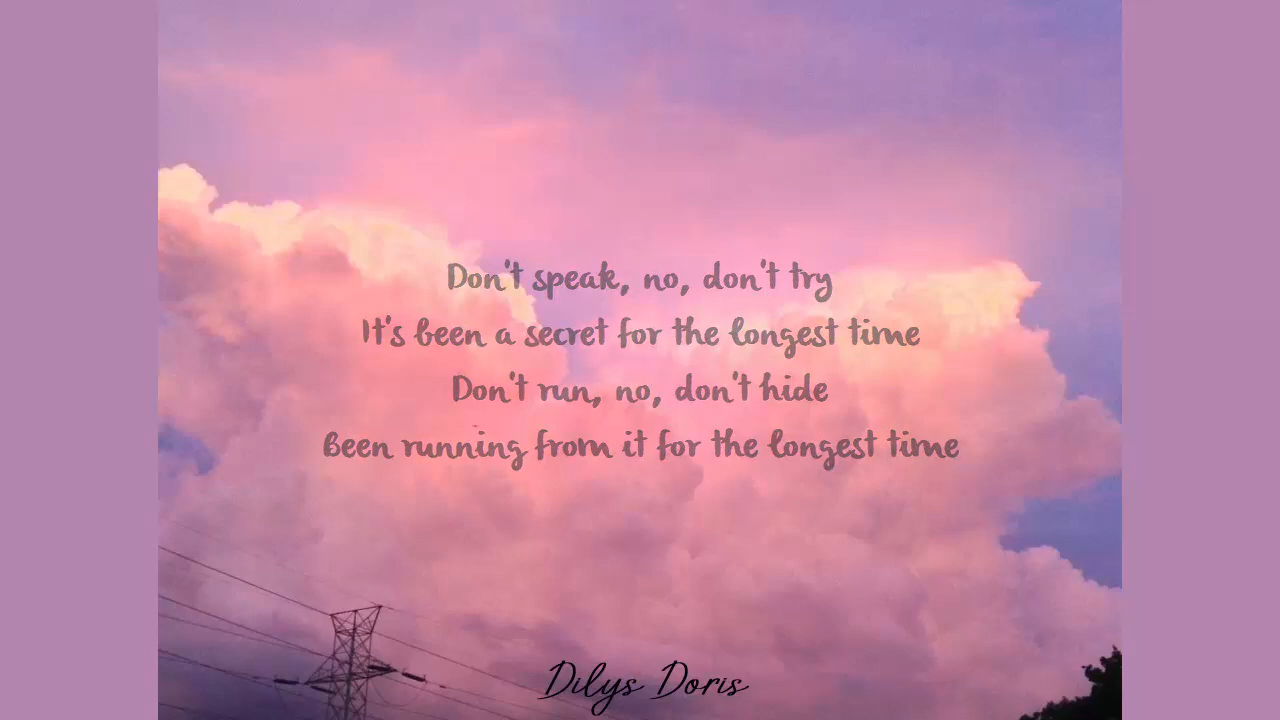 Don't speak, no, don't try
It's been a secret for the longest time
Don't run, no, don't hide
Been running from it for the longest time
Dilys Doris